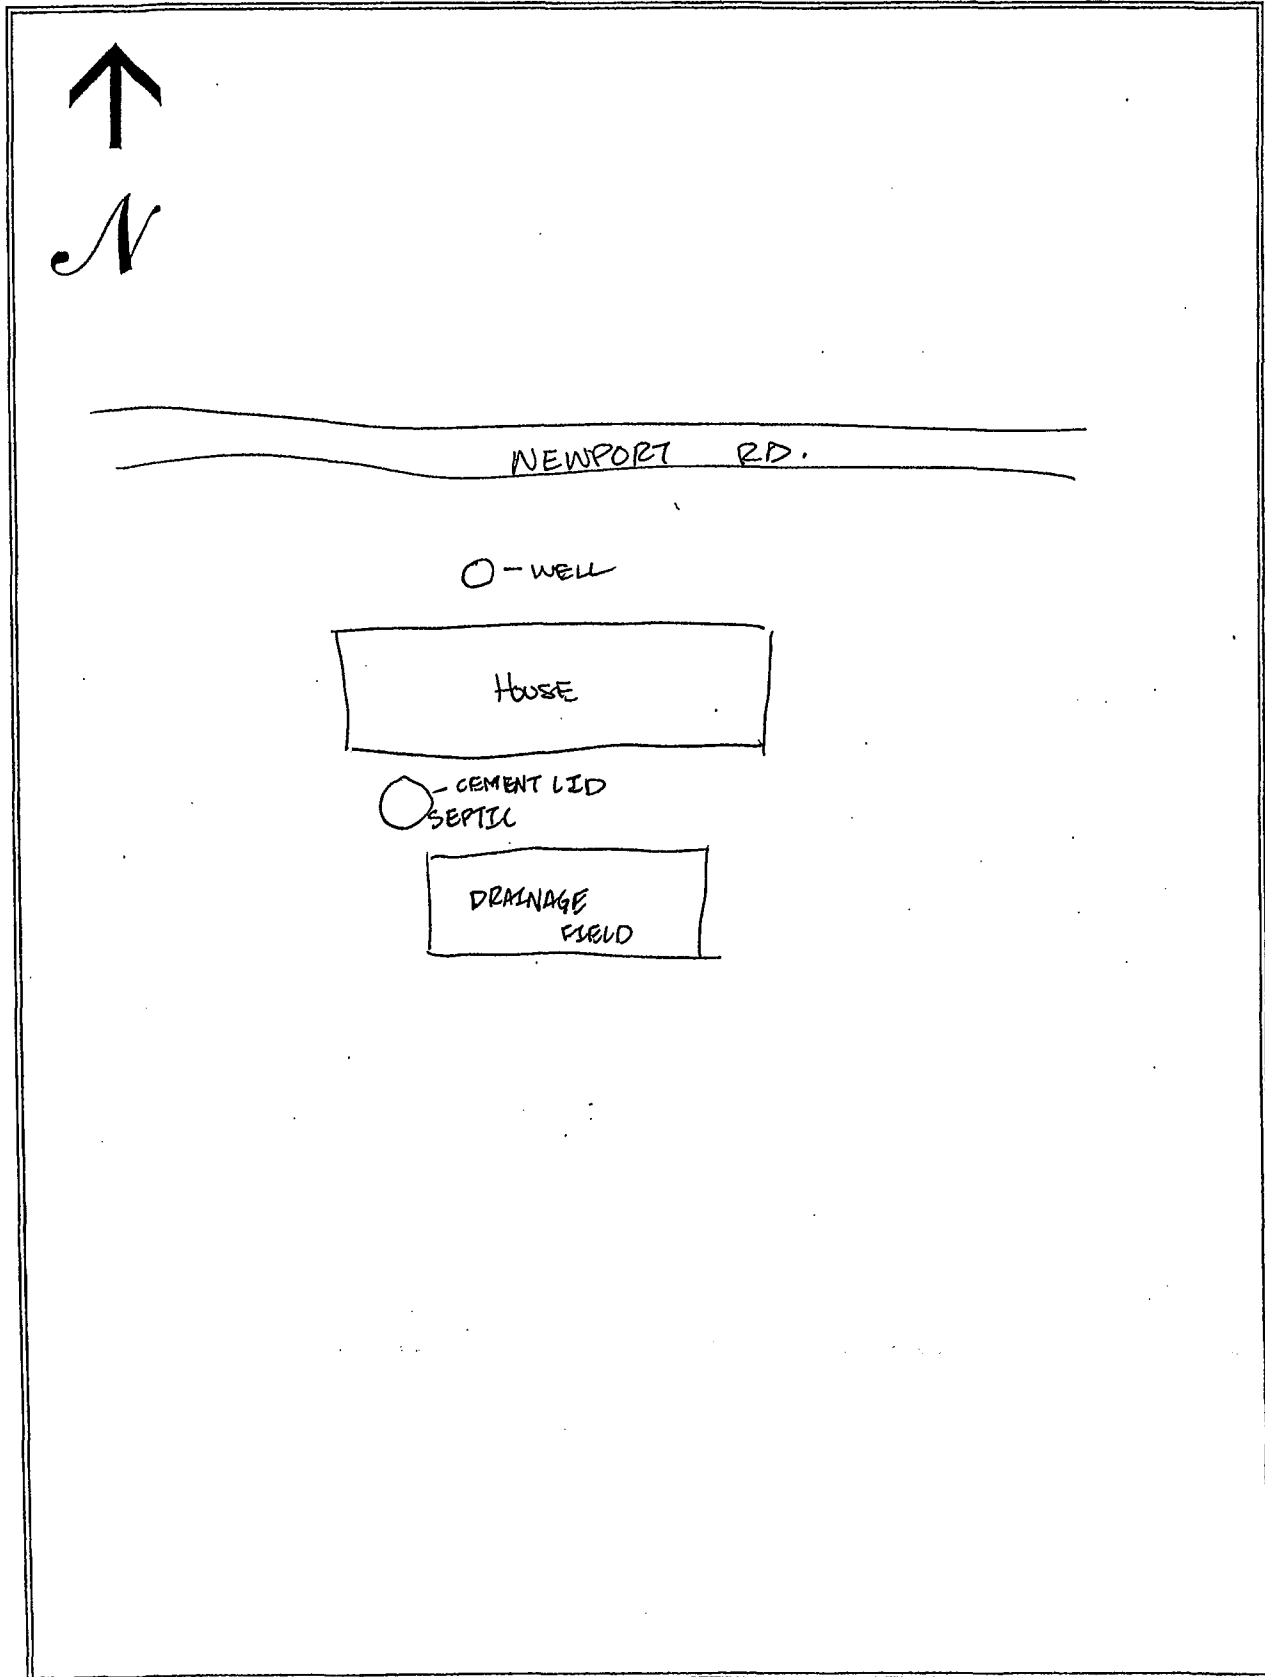 N
NEWPORT RD.
- WELL
HOUSE
- CEMENT LID
SEPTIC
DRAINAGE
FIELD